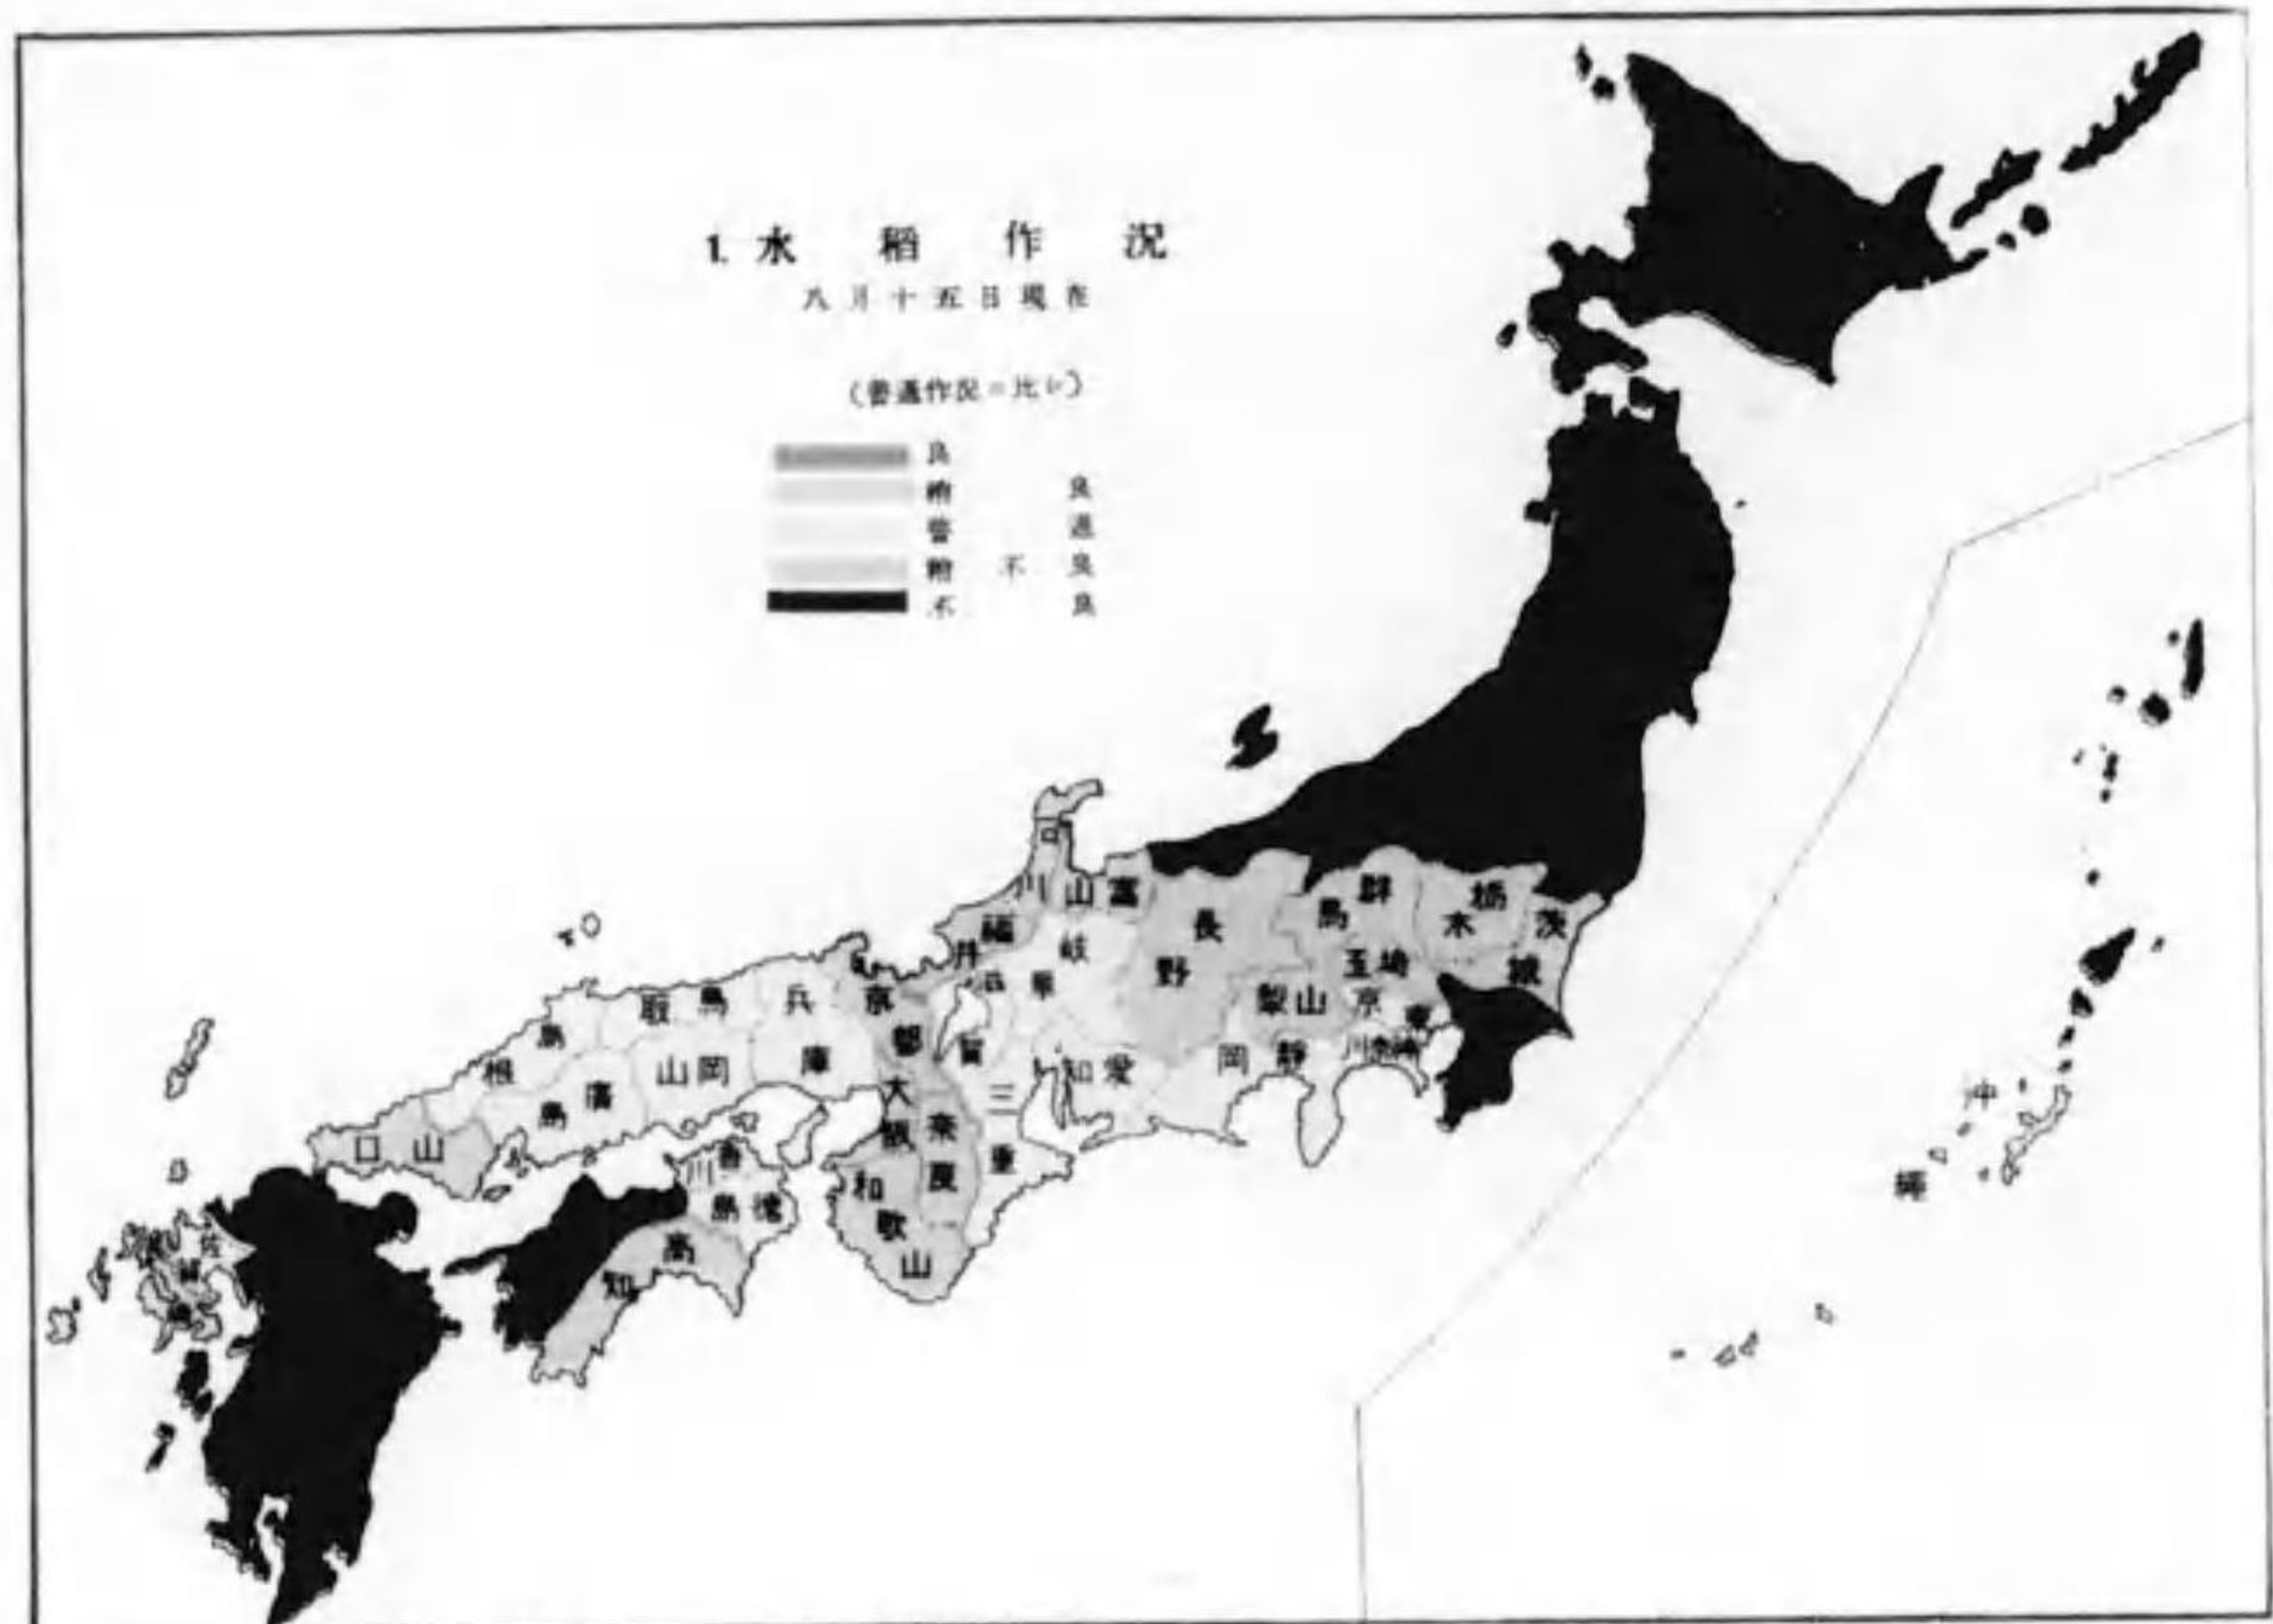 1. 水稲作況
八月十五日現在
(普通作況ニ比シ)
良
稍良
普通
稍不良
不良
石川
富山
福井
岐阜
長野
群馬
栃木
茨城
埼玉
東京
山梨
静岡
愛知
三重
滋賀
京都
大阪
奈良
和歌山
兵庫
鳥取
岡山
島根
廣島
山口
香川
徳島
高知
佐賀
沖縄